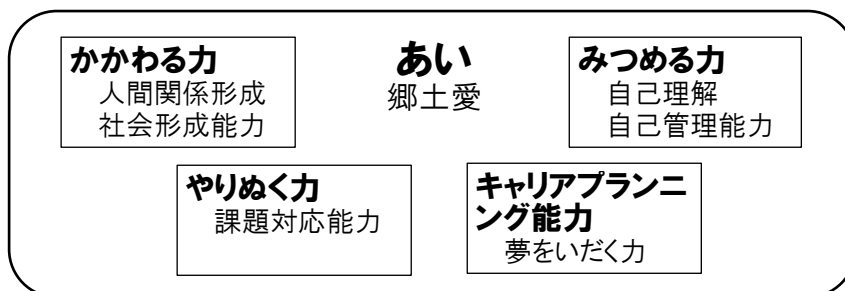 かかわる力
人間関係形成
社会形成能力
あい
郷土愛
みつめる力
自己理解
自己管理能力
やりぬく力
課題対応能力
キャリアプランニ
ング能力
夢をいだく力